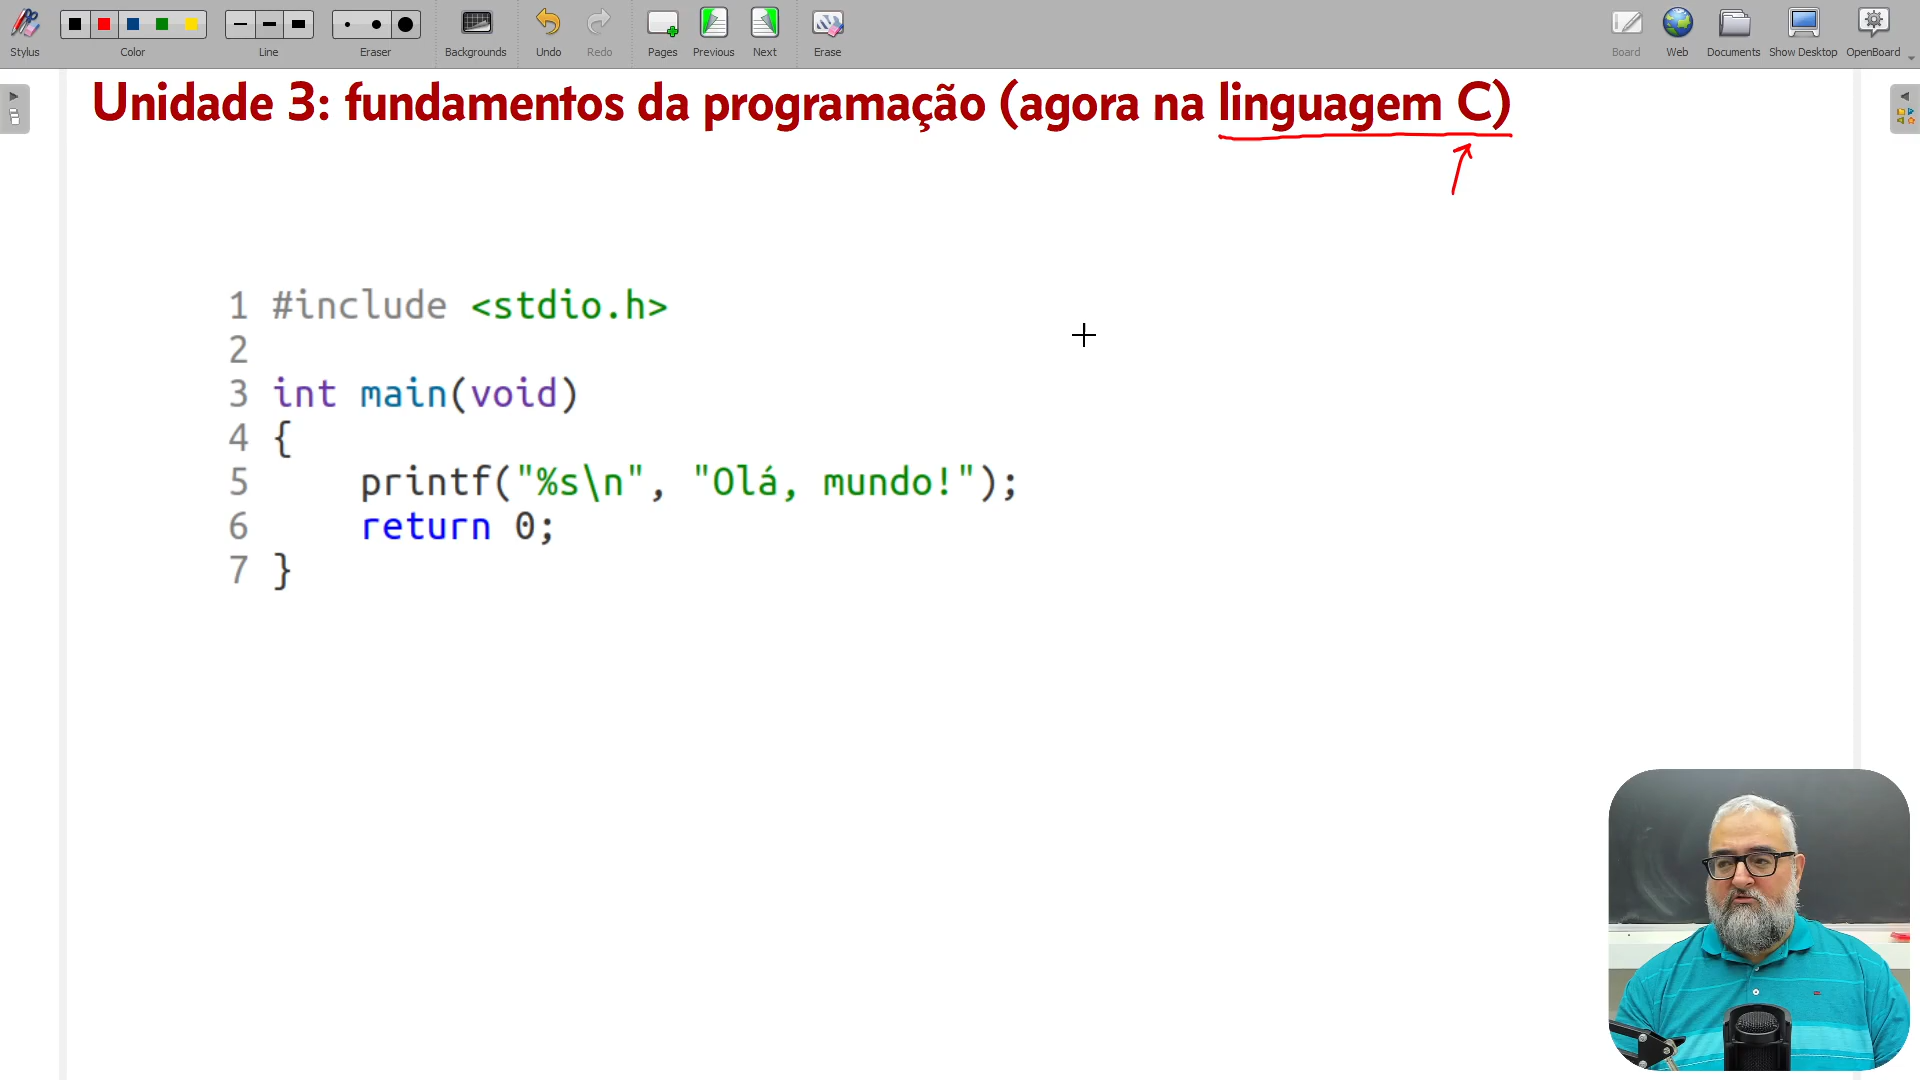 Stylus
Color
Line
Eraser
Backgrounds
Undo
Redo
Pages
Previous
Next
Erase
Board
Web
Documents
Show Desktop
OpenBoard
Unidade 3: fundamentos da programação (agora na linguagem C)
1 #include <stdio.h>
2
3 int main(void)
4 {
5     printf("%s\n", "Olá, mundo!");
6     return 0;
7 }